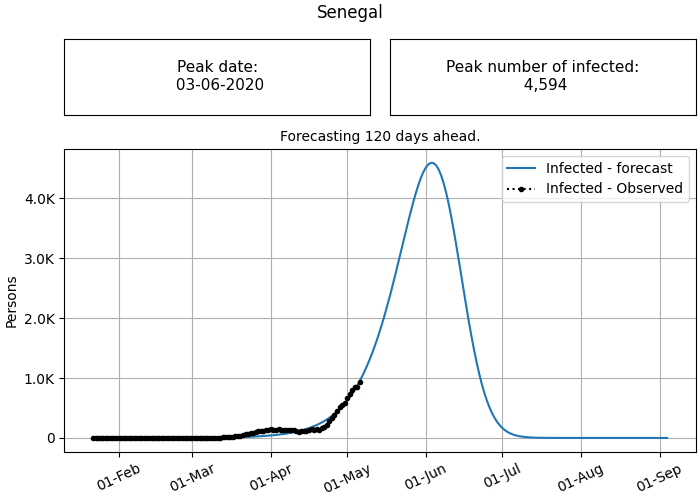 Senegal
Peak date:
03-06-2020
Peak number of infected:
4,594
Forecasting 120 days ahead.
Infected - forecast
Infected - Observed
Persons
4.0K
3.0K
2.0K
1.0K
0
01-Feb
01-Mar
01-Apr
01-May
01-Jun
01-Jul
01-Aug
01-Sep